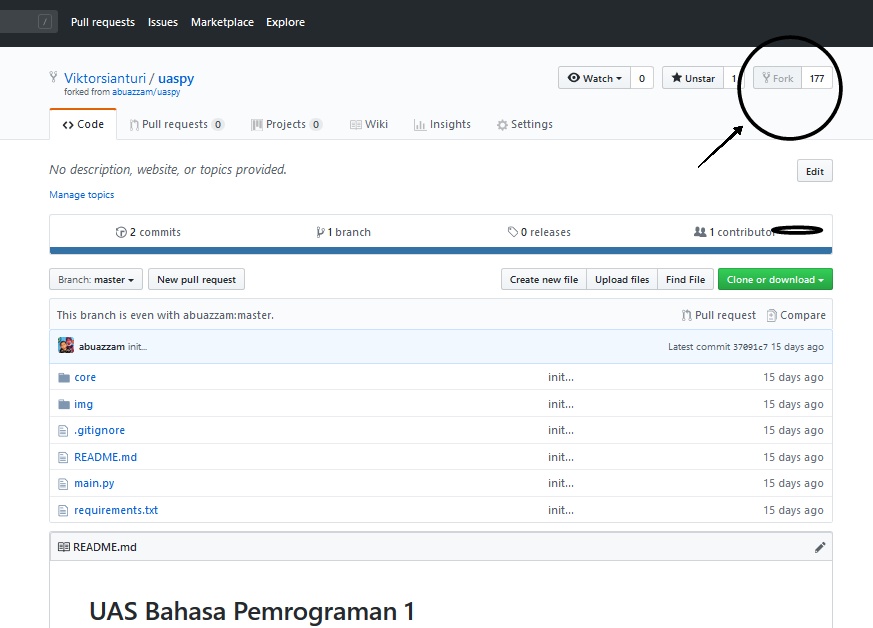 / Pull requests Issues Marketplace Explore
Viktorsianturi / uaspy
forked from abuazzam/uaspy
Watch 0 Unstar 1 Fork 177
Code Pull requests 0 Projects 0 Wiki Insights Settings
No description, website, or topics provided. Edit
Manage topics
2 commits 1 branch 0 releases 1 contributor
Branch: master New pull request Create new file Upload files Find File Clone or download
This branch is even with abuazzam:master. Pull request Compare
abuazzam init... Latest commit 37091c7 15 days ago
core init... 15 days ago
img init... 15 days ago
.gitignore init... 15 days ago
README.md init... 15 days ago
main.py init... 15 days ago
requirements.txt init... 15 days ago
README.md
UAS Bahasa Pemrograman 1